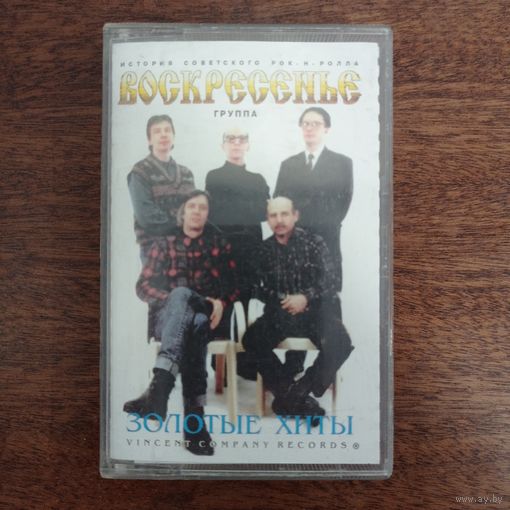 ИСТОРИЯ СОВЕТСКОГО РОК-Н-РОЛЛА
ВОСКРЕСЕНЬЕ
ГРУППА
ЗОЛОТЫЕ ХИТЫ
VINCENT COMPANY RECORDS ®
www.ay.by